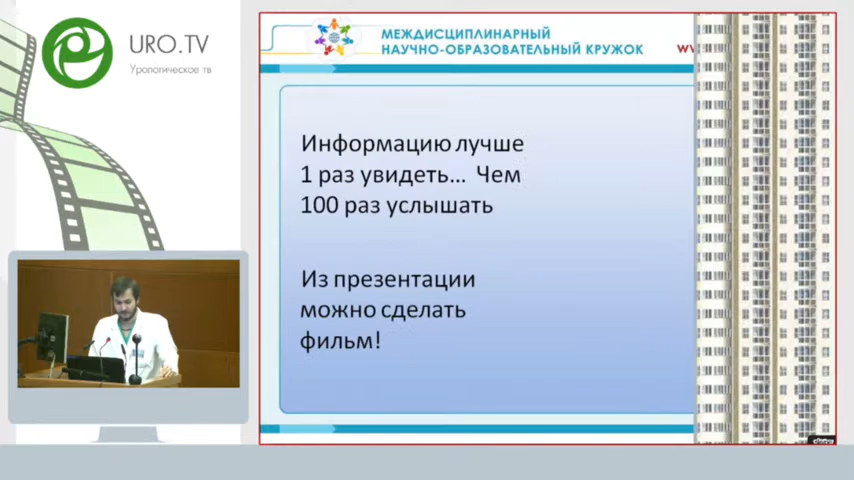 URO.TV
Урологическое тв
МЕЖДИСЦИПЛИНАРНЫЙ
НАУЧНО-ОБРАЗОВАТЕЛЬНЫЙ КРУЖОК
Информацию лучше
1 раз увидеть... Чем
100 раз услышать
Из презентации
можно сделать
фильм!